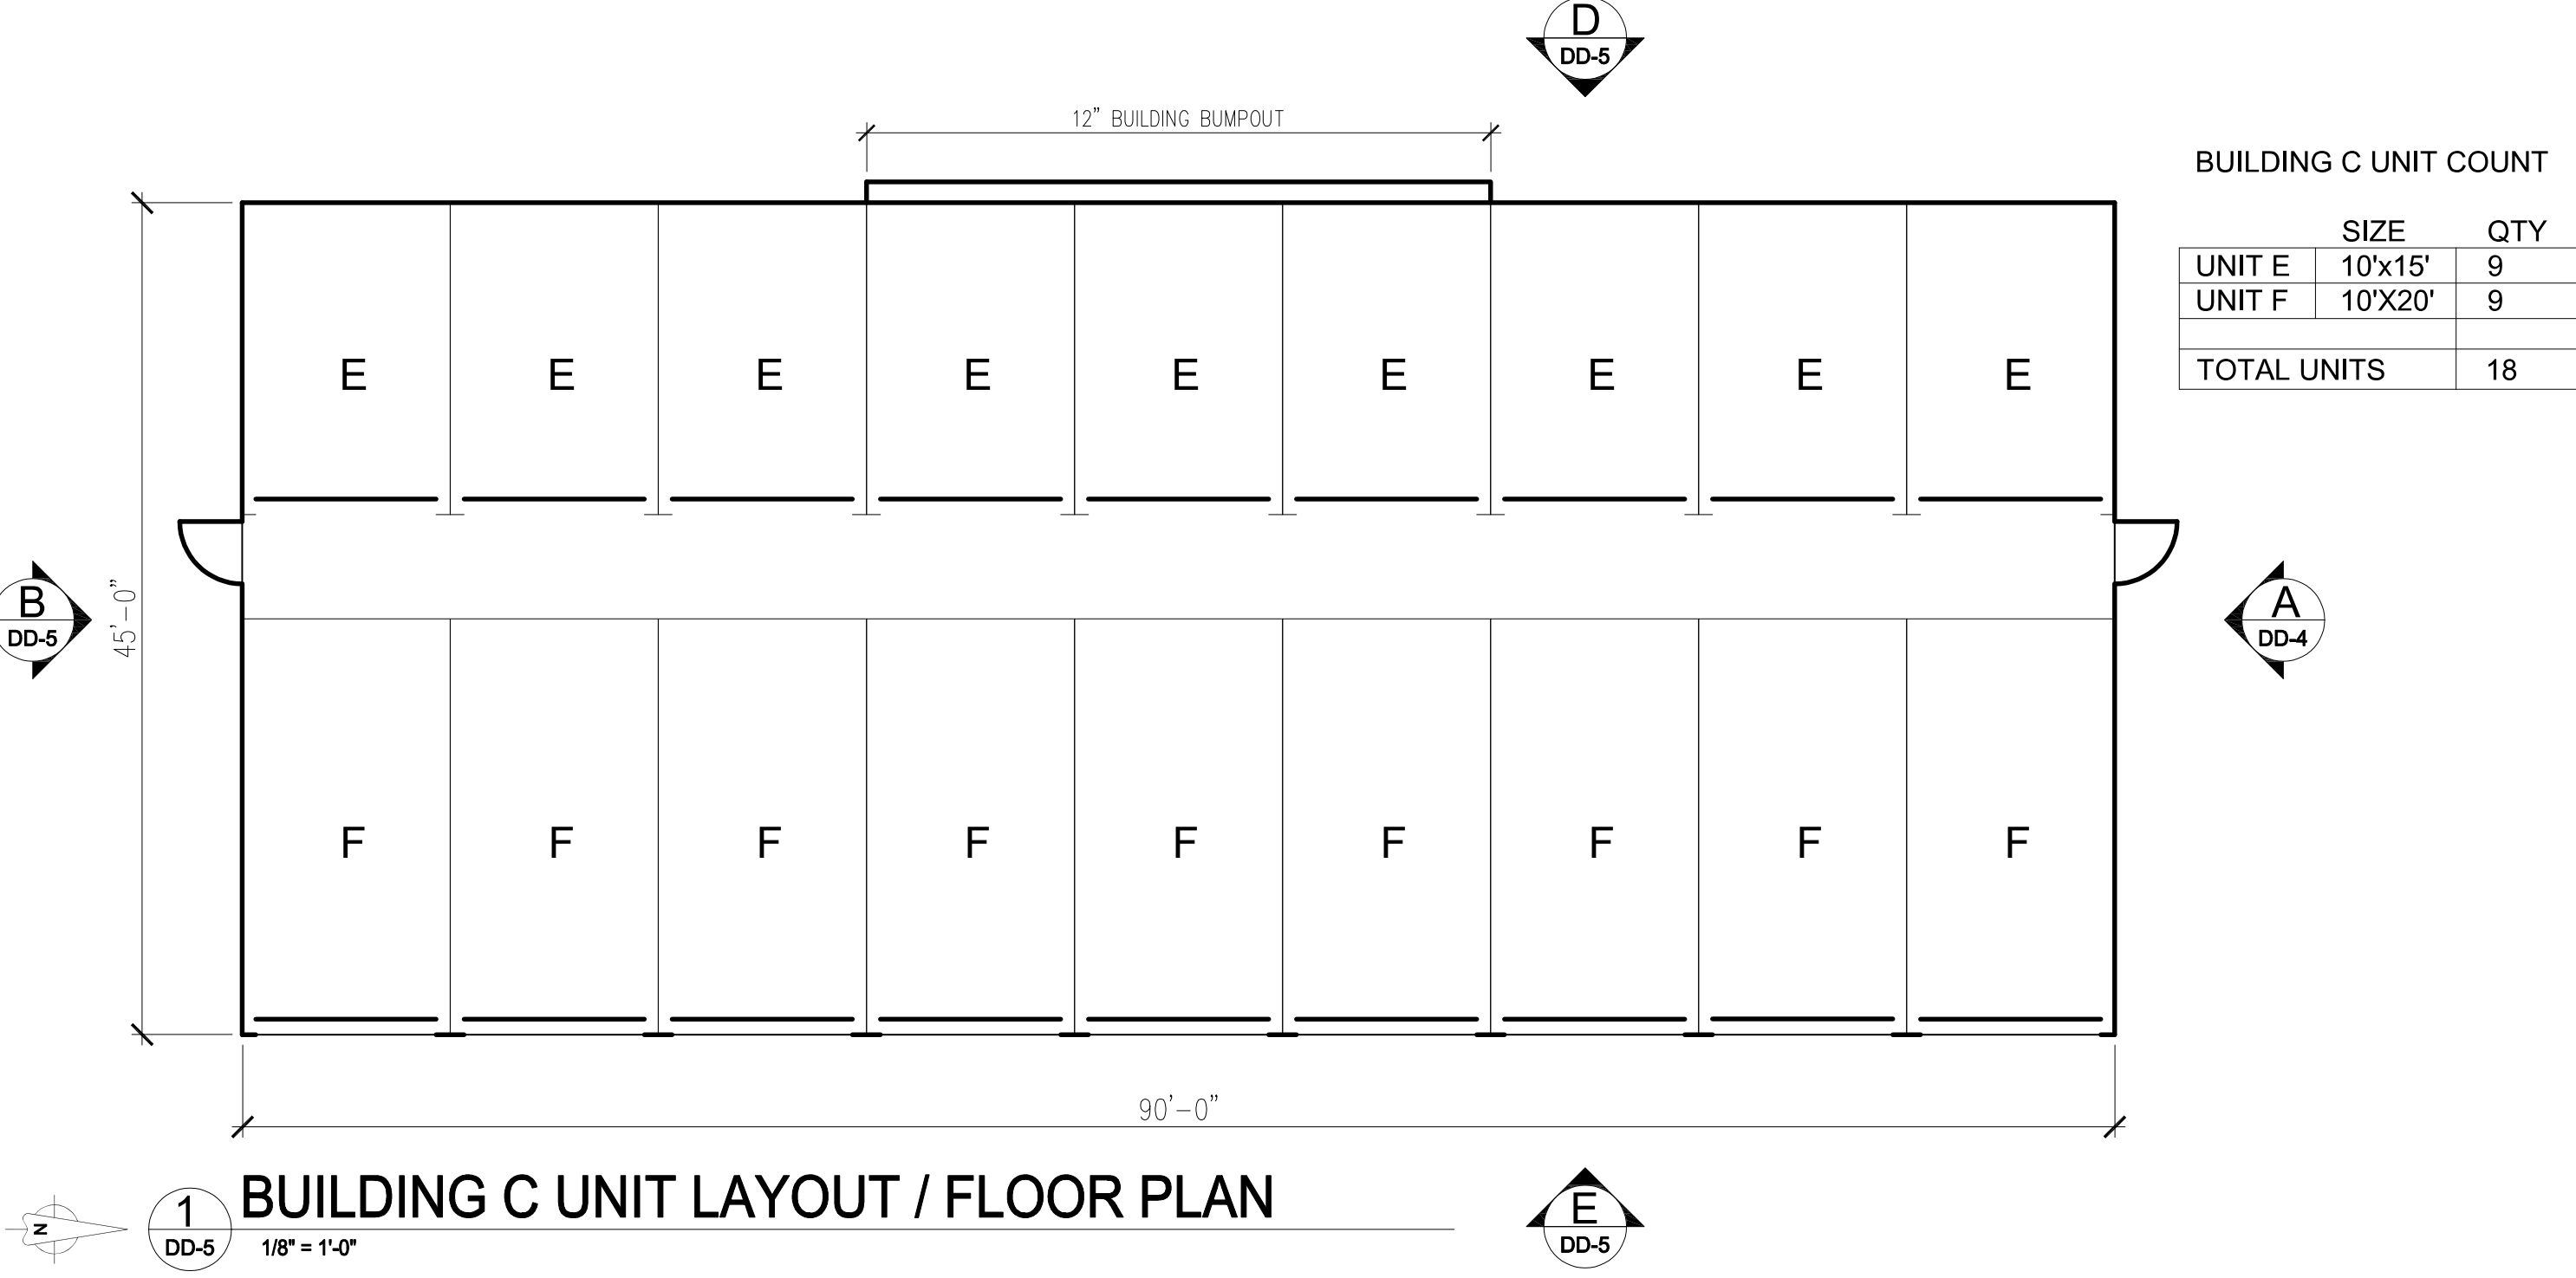 D
DD-5
12” BUILDING BUMPOUT
BUILDING C UNIT COUNT
SIZE QTY
UNIT E 10'x15' 9
UNIT F 10'X20' 9
TOTAL UNITS 18
E E E E E E E E E
B
DD-5
45'-0”
A
DD-4
F F F F F F F F F
90'-0”
BUILDING C UNIT LAYOUT / FLOOR PLAN
1
DD-5
1/8" = 1'-0"
N
E
DD-5